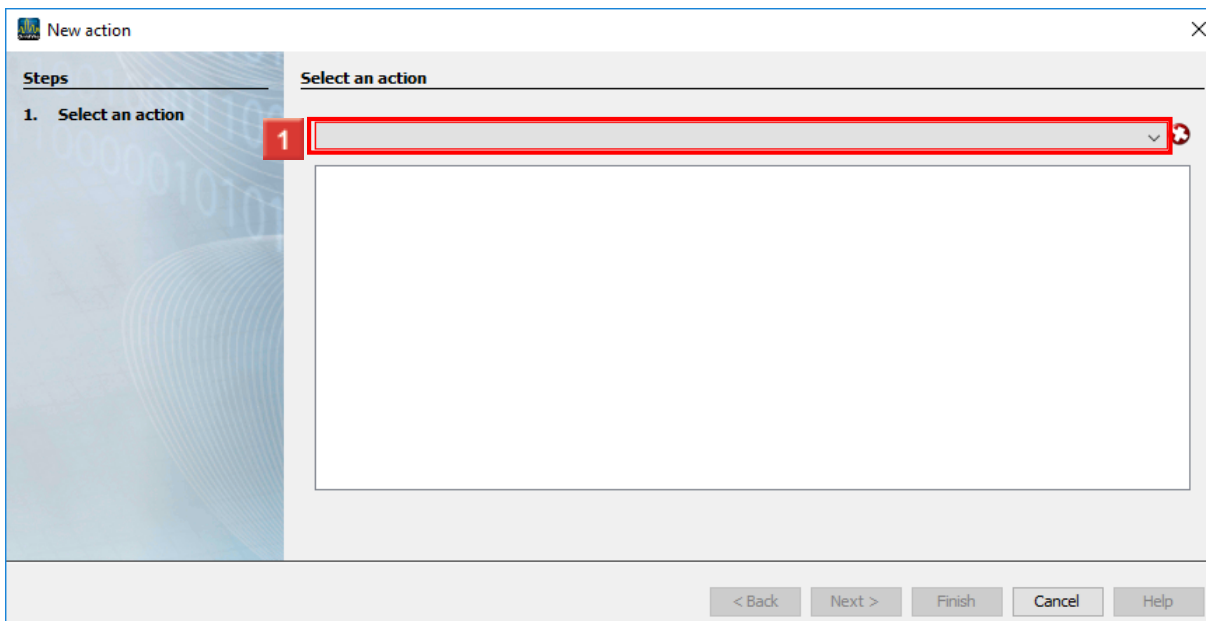 New action
Steps
1. Select an action
Select an action
1
< Back Next > Finish Cancel Help